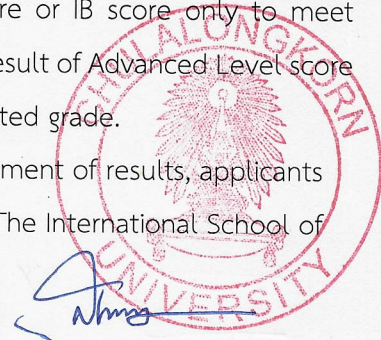 re or IB score only to meet
esult of Advanced Level score
ted grade.
ment of results, applicants
The International School of
CHULALONGKORN
UNIVERSITY